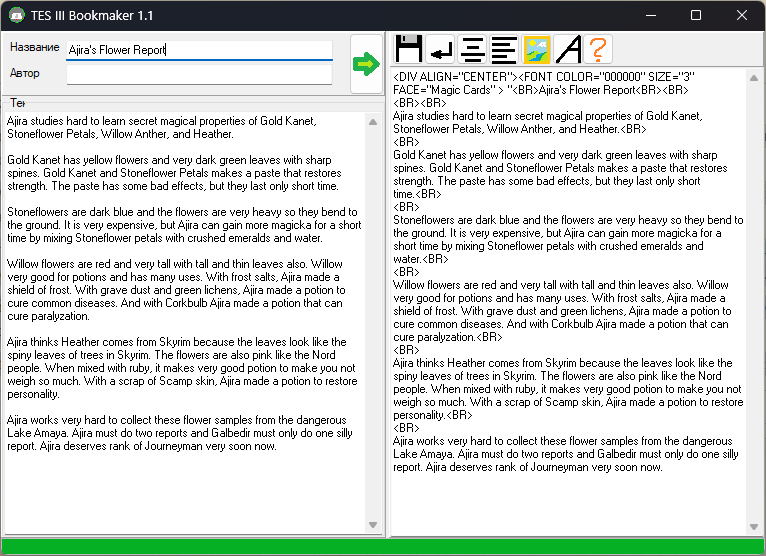 TES III Bookmaker 1.1
Название
Ajira's Flower Report
Автор
Ajira studies hard to learn secret magical properties of Gold Kanet,
Stoneflower Petals, Willow Anther, and Heather.
Gold Kanet has yellow flowers and very dark green leaves with sharp
spines. Gold Kanet and Stoneflower Petals makes a paste that restores
strength. The paste has some bad effects, but they last only short
time.
Stoneflowers are dark blue and the flowers are very heavy so they bend to
the ground. It is very expensive, but Ajira can gain more magicka for a short
time by mixing Stoneflower petals with crushed emeralds and water.
Willow flowers are red and very tall with tall and thin leaves also. Willow
very good for potions and has many uses. With frost salts, Ajira made a
shield of frost. With grave dust and green lichens, Ajira made a potion to
cure common diseases. And with Corkbulb Ajira made a potion that can
cure paralyzation.
Ajira thinks Heather comes from Skyrim because the leaves look like the
spiny leaves of trees in Skyrim. The flowers are also pink like the Nord
people. When mixed with ruby, it makes very good potion to make you not
weigh so much. With a scrap of Scamp skin, Ajira made a potion to restore
personality.
Ajira works very hard to collect these flower samples from the dangerous
Lake Amaya. Ajira must do two reports and Galbedir must only do one silly
report. Ajira deserves rank of Journeyman very soon now.
<DIV ALIGN="CENTER"><FONT COLOR="000000" SIZE="3"
FACE="Magic Cards" > "<BR>Ajira's Flower Report<BR><BR>
<BR><BR>
Ajira studies hard to learn secret magical properties of Gold Kanet,
Stoneflower Petals, Willow Anther, and Heather.<BR>
<BR>
Gold Kanet has yellow flowers and very dark green leaves with sharp
spines. Gold Kanet and Stoneflower Petals makes a paste that restores
strength. The paste has some bad effects, but they last only short
time.<BR>
<BR>
Stoneflowers are dark blue and the flowers are very heavy so they bend to
the ground. It is very expensive, but Ajira can gain more magicka for a
short time by mixing Stoneflower petals with crushed emeralds and
water.<BR>
<BR>
Willow flowers are red and very tall with tall and thin leaves also. Willow
very good for potions and has many uses. With frost salts, Ajira made a
shield of frost. With grave dust and green lichens, Ajira made a potion to
cure common diseases. And with Corkbulb Ajira made a potion that can
cure paralyzation.<BR>
<BR>
Ajira thinks Heather comes from Skyrim because the leaves look like the
spiny leaves of trees in Skyrim. The flowers are also pink like the Nord
people. When mixed with ruby, it makes very good potion to make you not
weigh so much. With a scrap of Scamp skin, Ajira made a potion to restore
personality.<BR>
<BR>
Ajira works very hard to collect these flower samples from the dangerous
Lake Amaya. Ajira must do two reports and Galbedir must only do one silly
report. Ajira deserves rank of Journeyman very soon now.